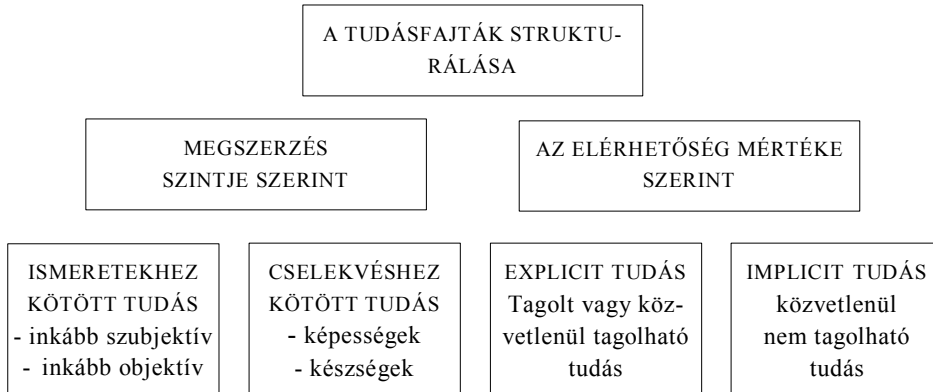 A TUDÁSFAJTÁK STRUKTU-
RÁLÁSA
MEGSZERZÉS
SZINTJE SZERINT
AZ ELÉRHETŐSÉG MÉRTÉKE
SZERINT
ISMERETEKHEZ
KÖTÖTT TUDÁS
- inkább szubjektív
- inkább objektív
CSELEKVÉSHEZ
KÖTÖTT TUDÁS
- képességek
- készségek
EXPLICIT TUDÁS
Tagolt vagy köz-
vetlenül tagolható
tudás
IMPLICIT TUDÁS
közvetlenül
nem tagolható
tudás